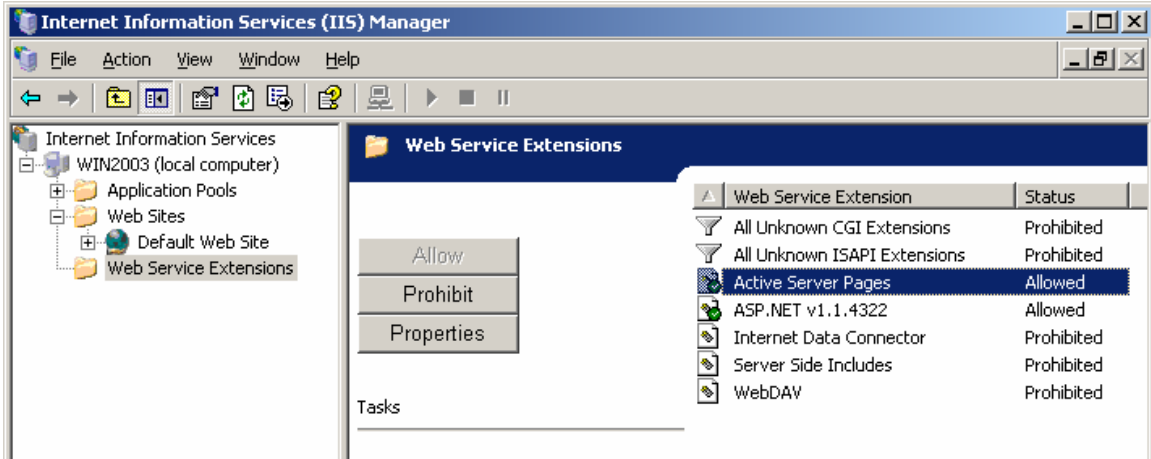 Internet Information Services (IIS) Manager
File Action View Window Help
Internet Information Services
WIN2003 (local computer)
Application Pools
Web Sites
Default Web Site
Web Service Extensions
Web Service Extensions
Allow
Prohibit
Properties
Tasks
Web Service Extension Status
All Unknown CGI Extensions Prohibited
All Unknown ISAPI Extensions Prohibited
Active Server Pages Allowed
ASP.NET v1.1.4322 Allowed
Internet Data Connector Prohibited
Server Side Includes Prohibited
WebDAV Prohibited